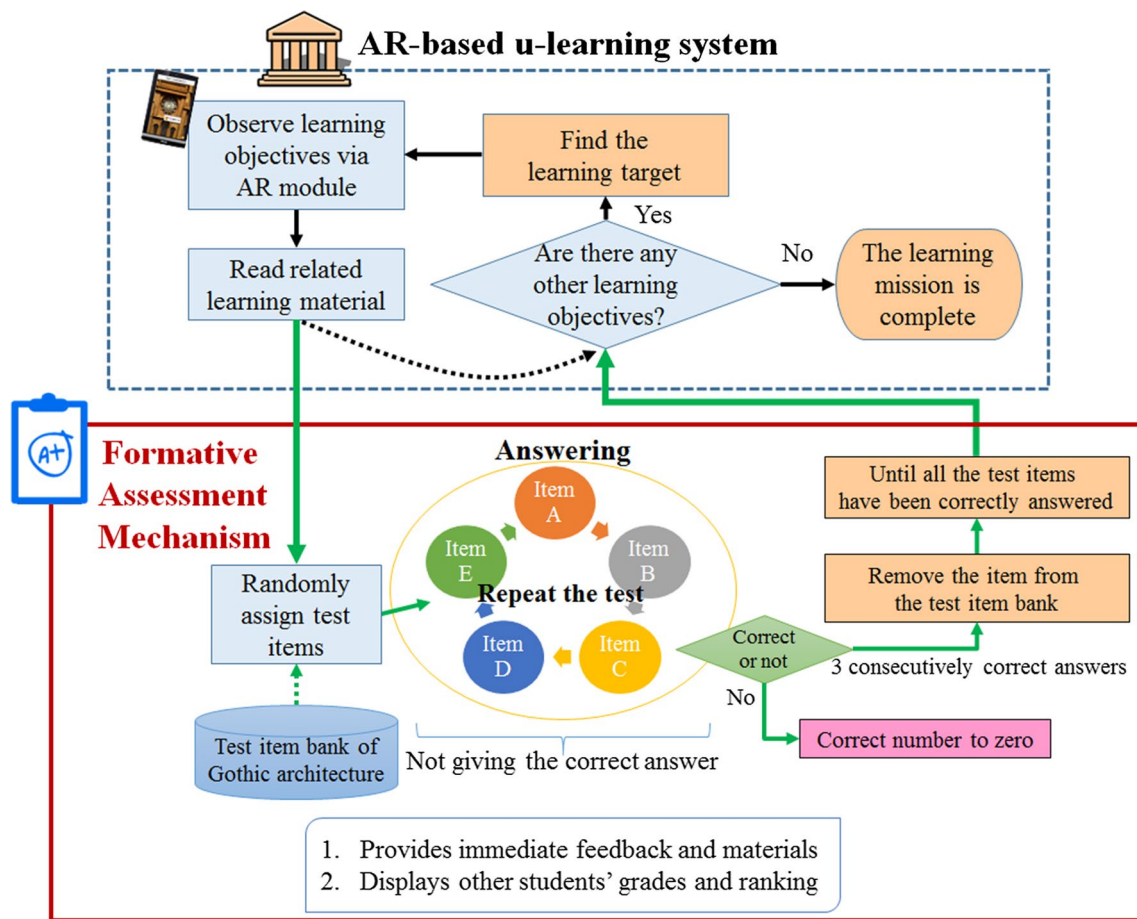 AR-based u-learning system
Observe learning
objectives via
AR module
Find the
learning target
Yes
Read related
learning material
Are there any
other learning
objectives?
No
The learning
mission is
complete
A+
Formative
Assessment
Mechanism
Answering
Item
A
Item
B
Item
C
Item
D
Item
E
Repeat the test
Until all the test items
have been correctly answered
Remove the item from
the test item bank
Randomly
assign test
items
Correct
or not
3 consecutively correct answers
No
Correct number to zero
Test item bank of
Gothic architecture
Not giving the correct answer
1. Provides immediate feedback and materials
2. Displays other students’ grades and ranking